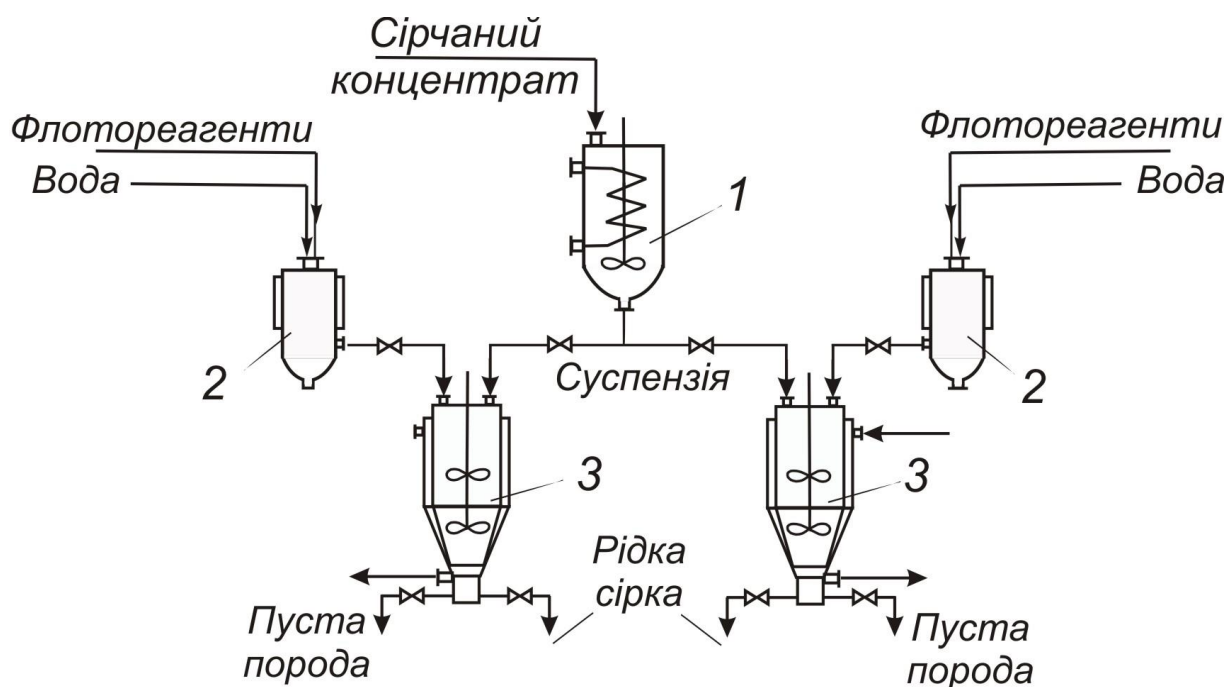 Сірчаний
концентрат
Флотореагенти
Вода
Флотореагенти
Вода
1
2
Суспензія
2
3
3
Рідка
сірка
Пуста
порода
Пуста
порода